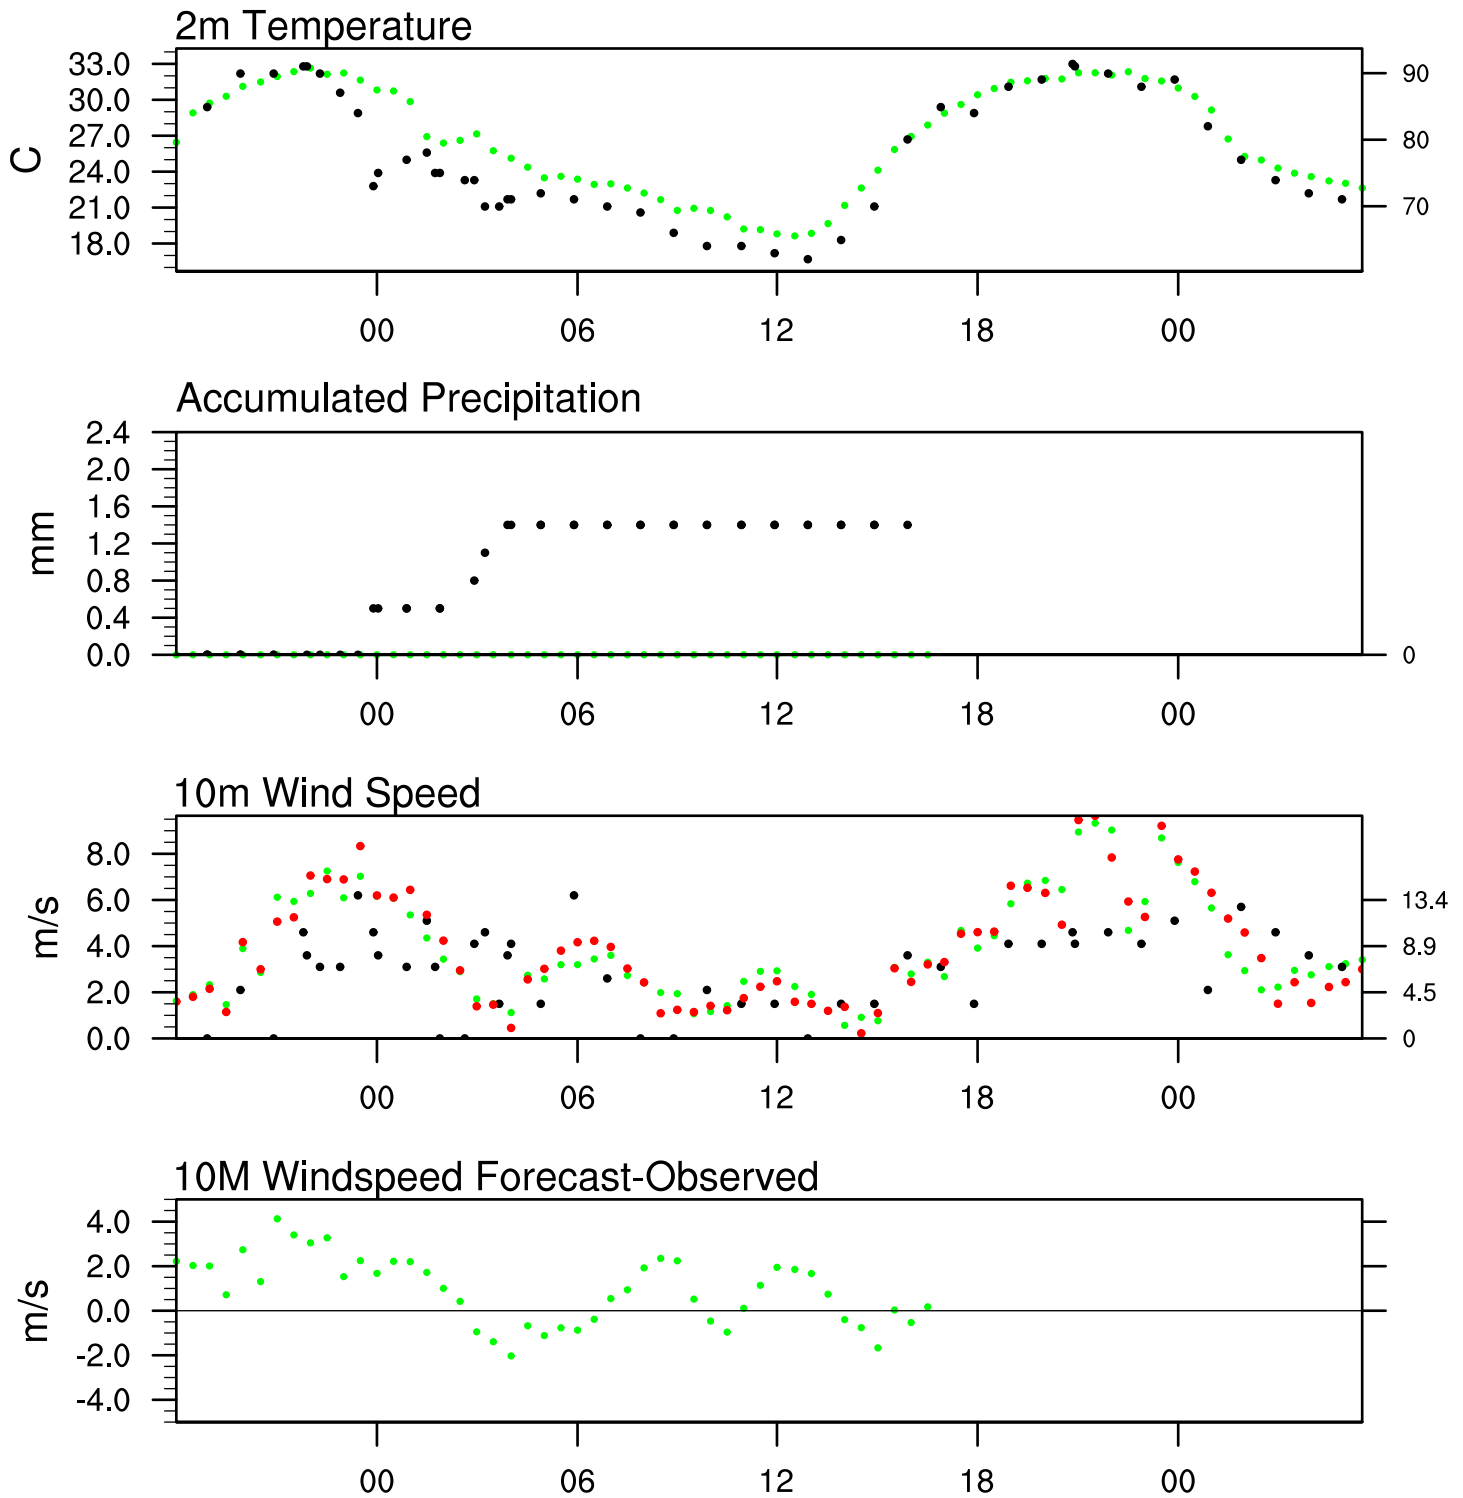 2m Temperature
33.0
30.0
27.0
24.0
21.0
18.0
C
90
80
70
00 06 12 18 00
Accumulated Precipitation
2.4
2.0
1.6
1.2
0.8
0.4
0.0
mm
0
00 06 12 18 00
10m Wind Speed
8.0
6.0
4.0
2.0
0.0
m/s
13.4
8.9
4.5
0
00 06 12 18 00
10M Windspeed Forecast-Observed
4.0
2.0
0.0
-2.0
-4.0
m/s
00 06 12 18 00